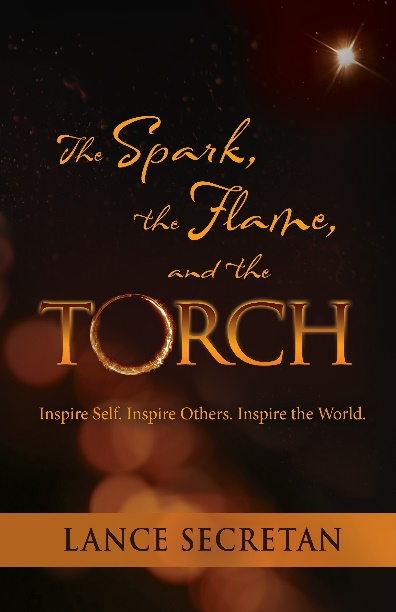 The Spark,
the Flame,
and the
TORCH
Inspire Self. Inspire Others. Inspire the World.
LANCE SECRETAN